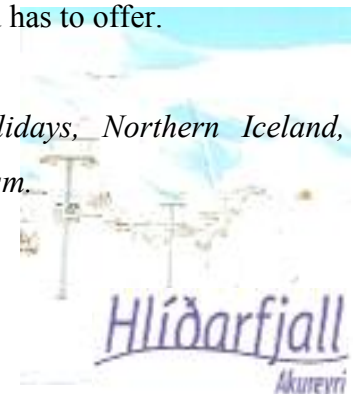 has to offer.
lidays, Northern Iceland,
Hlíðarfjall
Akureyri